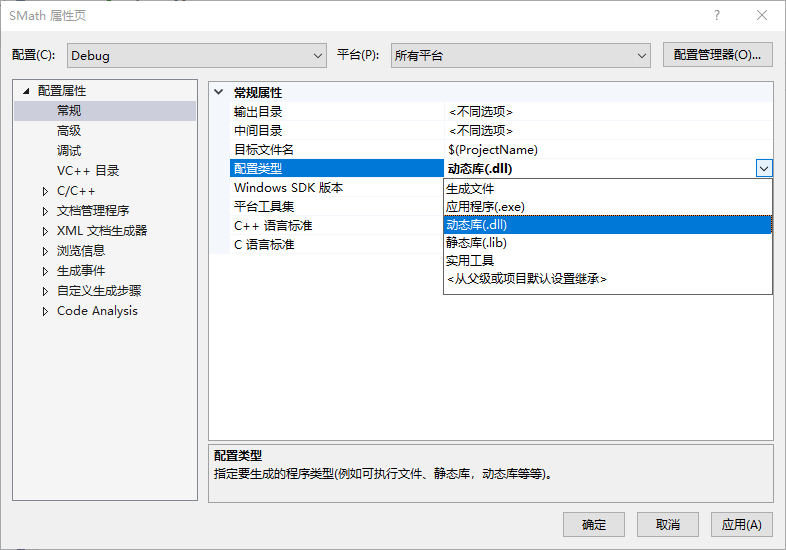 SMath 属性页
配置(C): Debug 平台(P): 所有平台 配置管理器(O)...
配置属性
常规
高级
调试
VC++ 目录
C/C++
文档管理程序
XML 文档生成器
浏览信息
生成事件
自定义生成步骤
Code Analysis
常规属性
输出目录 <不同选项>
中间目录 <不同选项>
目标文件名 $(ProjectName)
配置类型 动态库(.dll)
Windows SDK 版本
平台工具集
C++ 语言标准
C 语言标准
生成文件
应用程序(.exe)
动态库(.dll)
静态库(.lib)
实用工具
<从父级或项目默认设置继承>
配置类型
指定要生成的程序类型(例如可执行文件、静态库，动态库等等)。
确定 取消 应用(A)